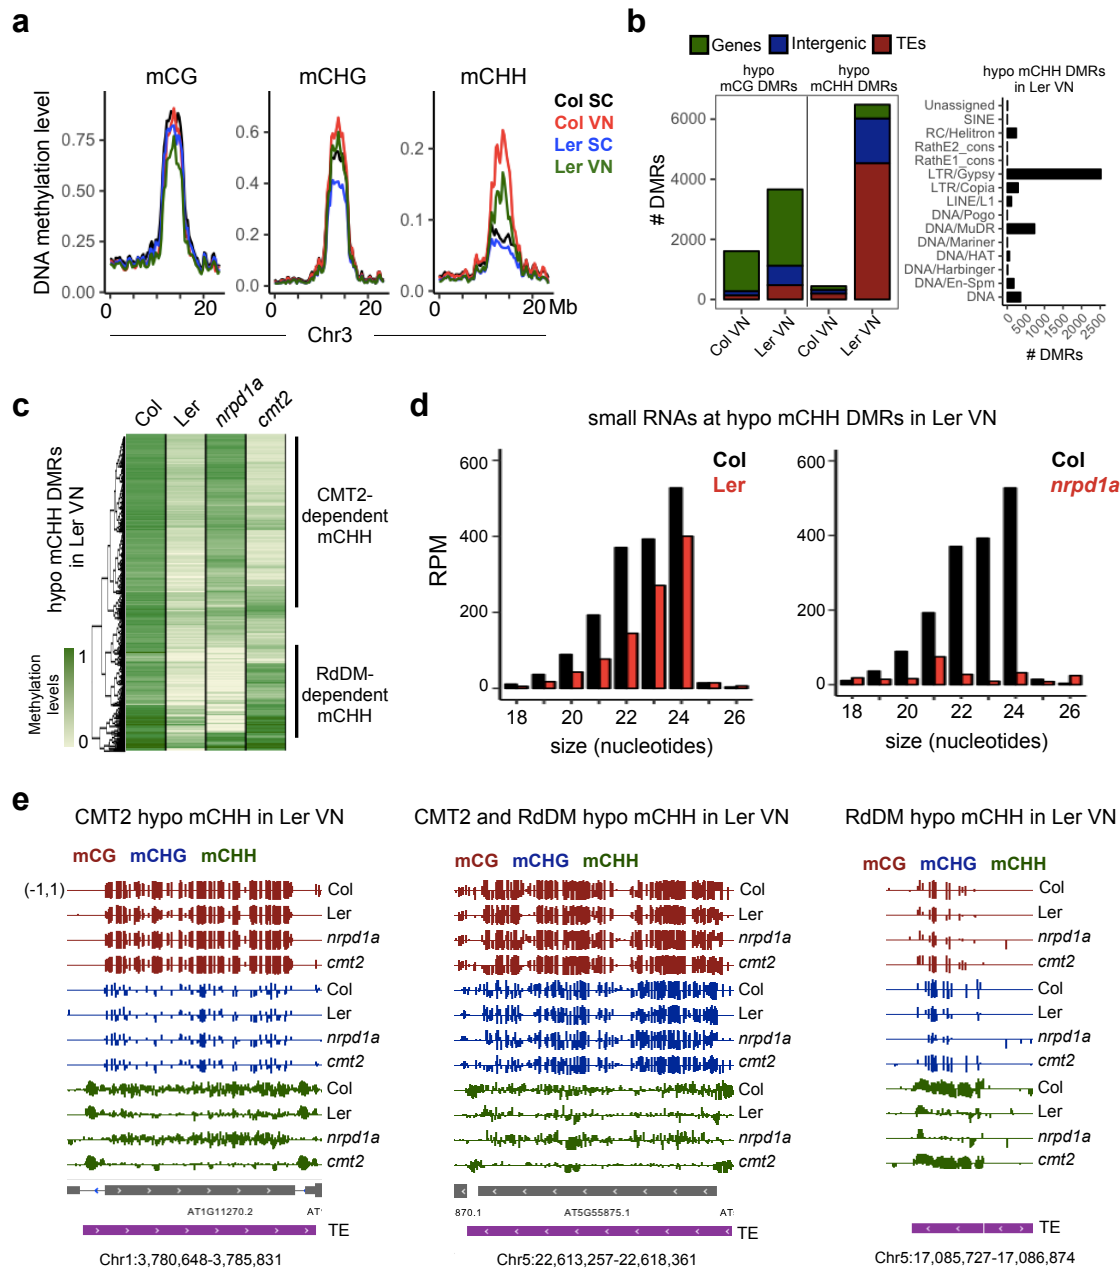 a
mCG
mCHG
mCHH
DNA methylation level
0.75
0.50
0.25
0.00
0.6
0.4
0.2
0.0
0.2
0.1
0.0
Col SC
Col VN
Ler SC
Ler VN
0 20
0 20
0 20 Mb
Chr3
b
Genes Intergenic TEs
hypo mCG DMRs
hypo mCHH DMRs
# DMRs
6000
4000
2000
0
Col VN
Ler VN
Col VN
Ler VN
hypo mCHH DMRs
in Ler VN
Unassigned
SINE
RC/Helitron
RathE2_cons
RathE1_cons
LTR/Gypsy
LTR/Copia
LINE/L1
DNA/Pogo
DNA/MuDR
DNA/Mariner
DNA/HAT
DNA/Harbinger
DNA/En-Spm
DNA
0 500 1000 1500 2000 2500
# DMRs
c
Col Ler nrpd1a cmt2
hypo mCHH DMRs
in Ler VN
Methylation
levels
1
0
CMT2-
dependent
mCHH
RdDM-
dependent
mCHH
d
small RNAs at hypo mCHH DMRs in Ler VN
RPM
600
400
200
0
Col
Ler
18 20 22 24 26
size (nucleotides)
600
400
200
0
Col
nrpd1a
18 20 22 24 26
size (nucleotides)
e
CMT2 hypo mCHH in Ler VN
mCG mCHG mCHH
(-1,1)
Col
Ler
nrpd1a
cmt2
Col
Ler
nrpd1a
cmt2
Col
Ler
nrpd1a
cmt2
AT1G11270.2
TE
Chr1:3,780,648-3,785,831
CMT2 and RdDM hypo mCHH in Ler VN
mCG mCHG mCHH
Col
Ler
nrpd1a
cmt2
Col
Ler
nrpd1a
cmt2
Col
Ler
nrpd1a
cmt2
870.1 AT5G55875.1
TE
Chr5:22,613,257-22,618,361
RdDM hypo mCHH in Ler VN
mCG mCHG mCHH
Col
Ler
nrpd1a
cmt2
Col
Ler
nrpd1a
cmt2
Col
Ler
nrpd1a
cmt2
TE
Chr5:17,085,727-17,086,874